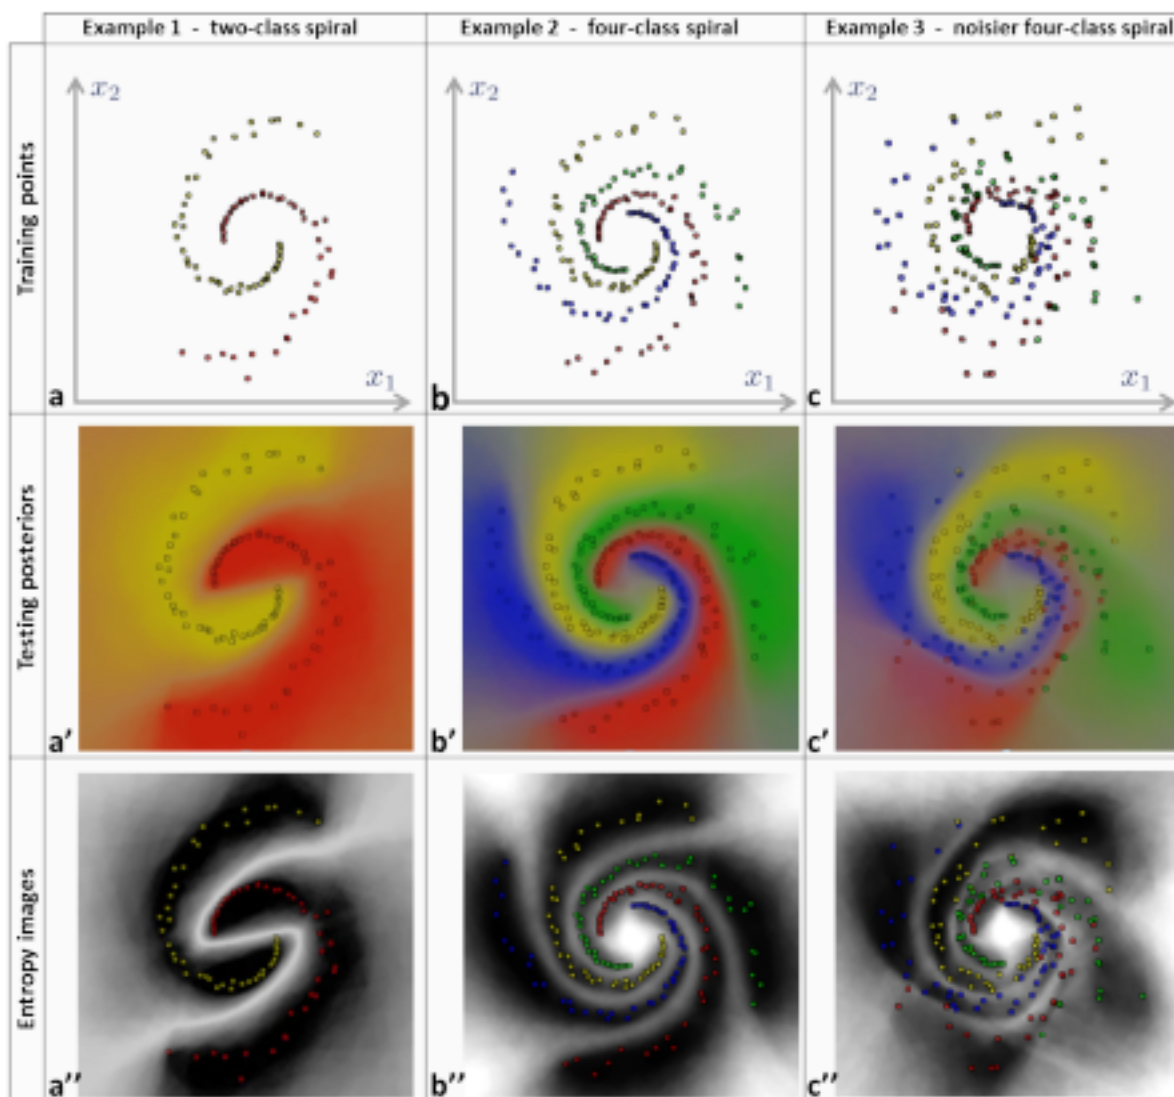 Example 1 - two-class spiral
Example 2 - four-class spiral
Example 3 - noisier four-class spiral
Training points
x₂
x₁
a
x₂
x₁
b
x₂
x₁
c
Testing posteriors
a'
b'
c'
Entropy images
a''
b''
c''